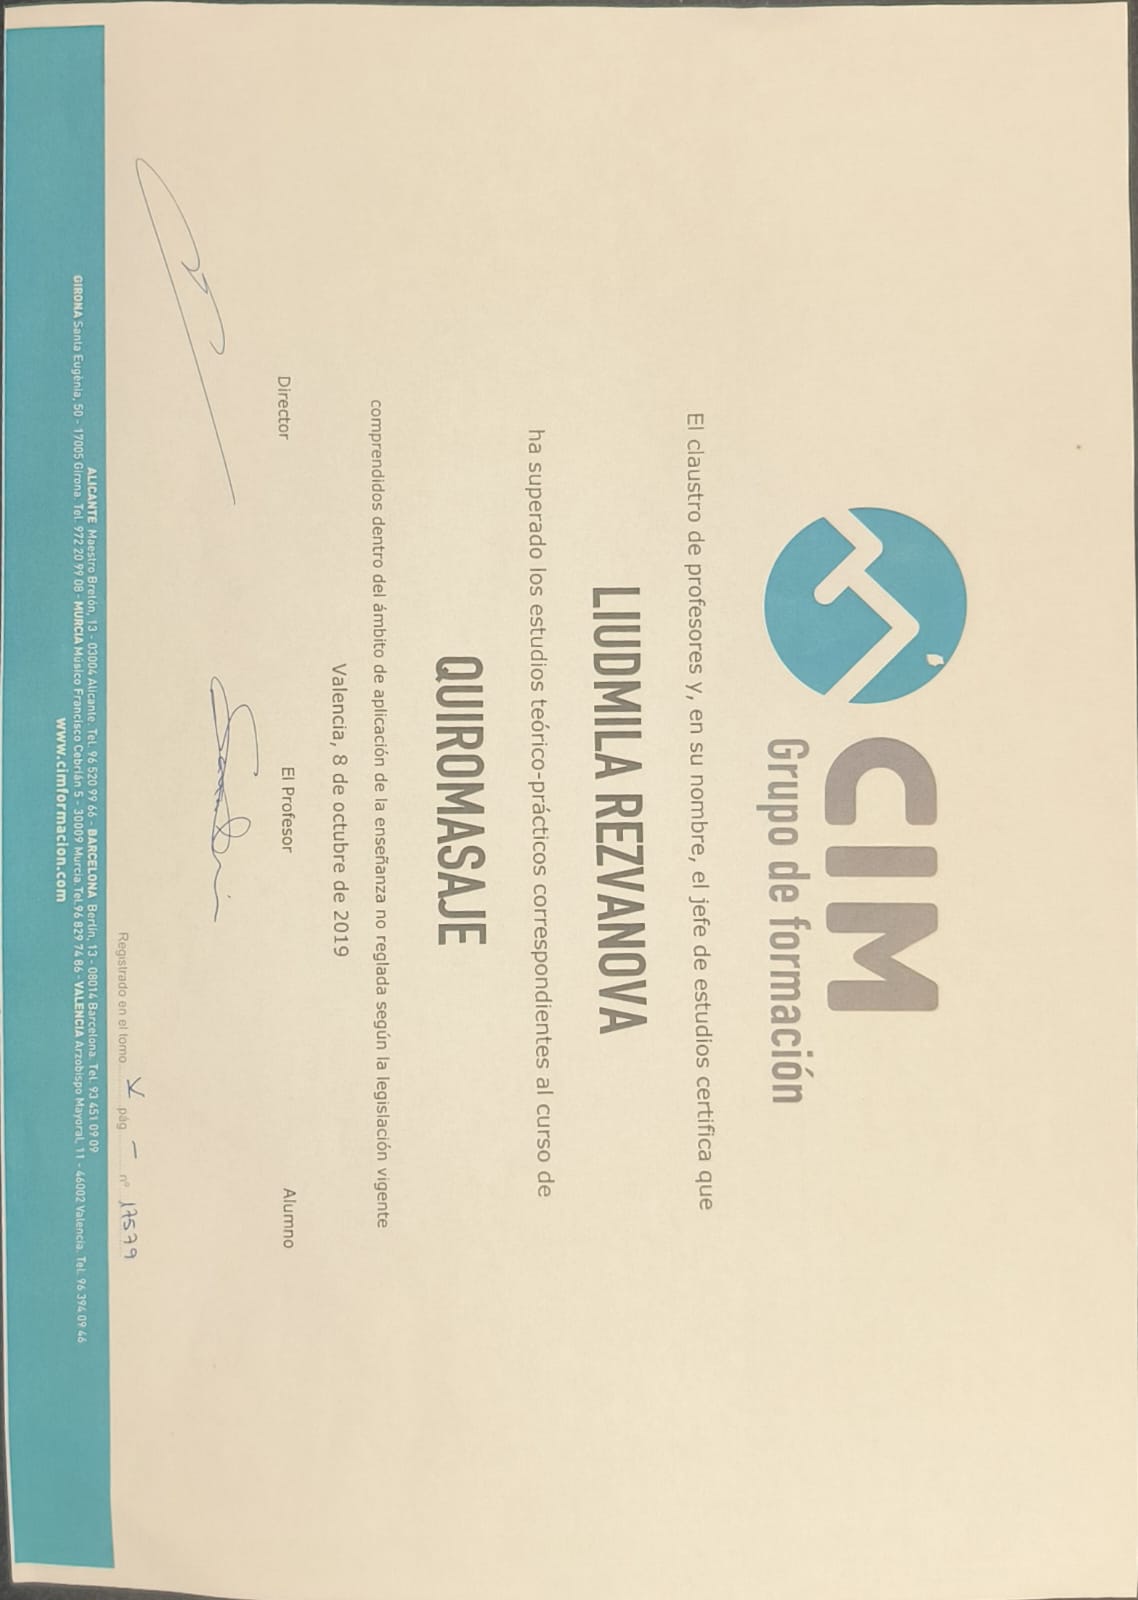 CIM
Grupo de formación
El claustro de profesores y, en su nombre, el jefe de estudios certifica que
LIUDMILA REZVANOVA
ha superado los estudios teórico-prácticos correspondientes al curso de
QUIROMASAJE
comprendidos dentro del ámbito de aplicación de la enseñanza no reglada según la legislación vigente
Valencia, 8 de octubre de 2019
Director El Profesor Alumno
Registrado en el tomo V pág — nº 17579
ALICANTE Maestro Bretón, 13 - 03004 Alicante. Tel. 96 520 99 66 - BARCELONA Berlín, 13 - 08014 Barcelona. Tel. 93 451 09 09
GIRONA Santa Eugènia, 50 - 17005 Girona. Tel. 972 20 99 08 - MURCIA Músico Francisco Cebrián 5 - 30009 Murcia Tel.96 829 74 86 - VALENCIA Arzobispo Mayoral, 11 - 46002 Valencia. Tel. 96 394 09 46
www.cimformacion.com